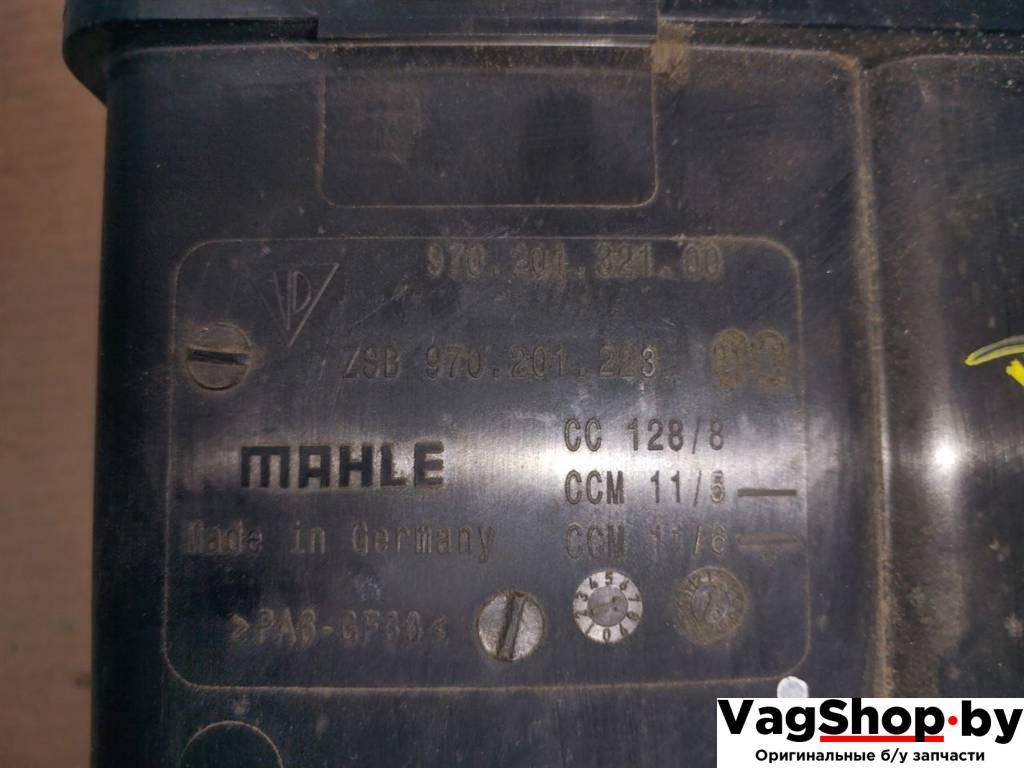 970.201.321.00
VD
ZSB 970.201.223
MAHLE
CC 128/8
CCM 11/5
Made in Germany
CCM 11/6
>PA6-GF30<
VagShop.by
Оригинальные б/у запчасти